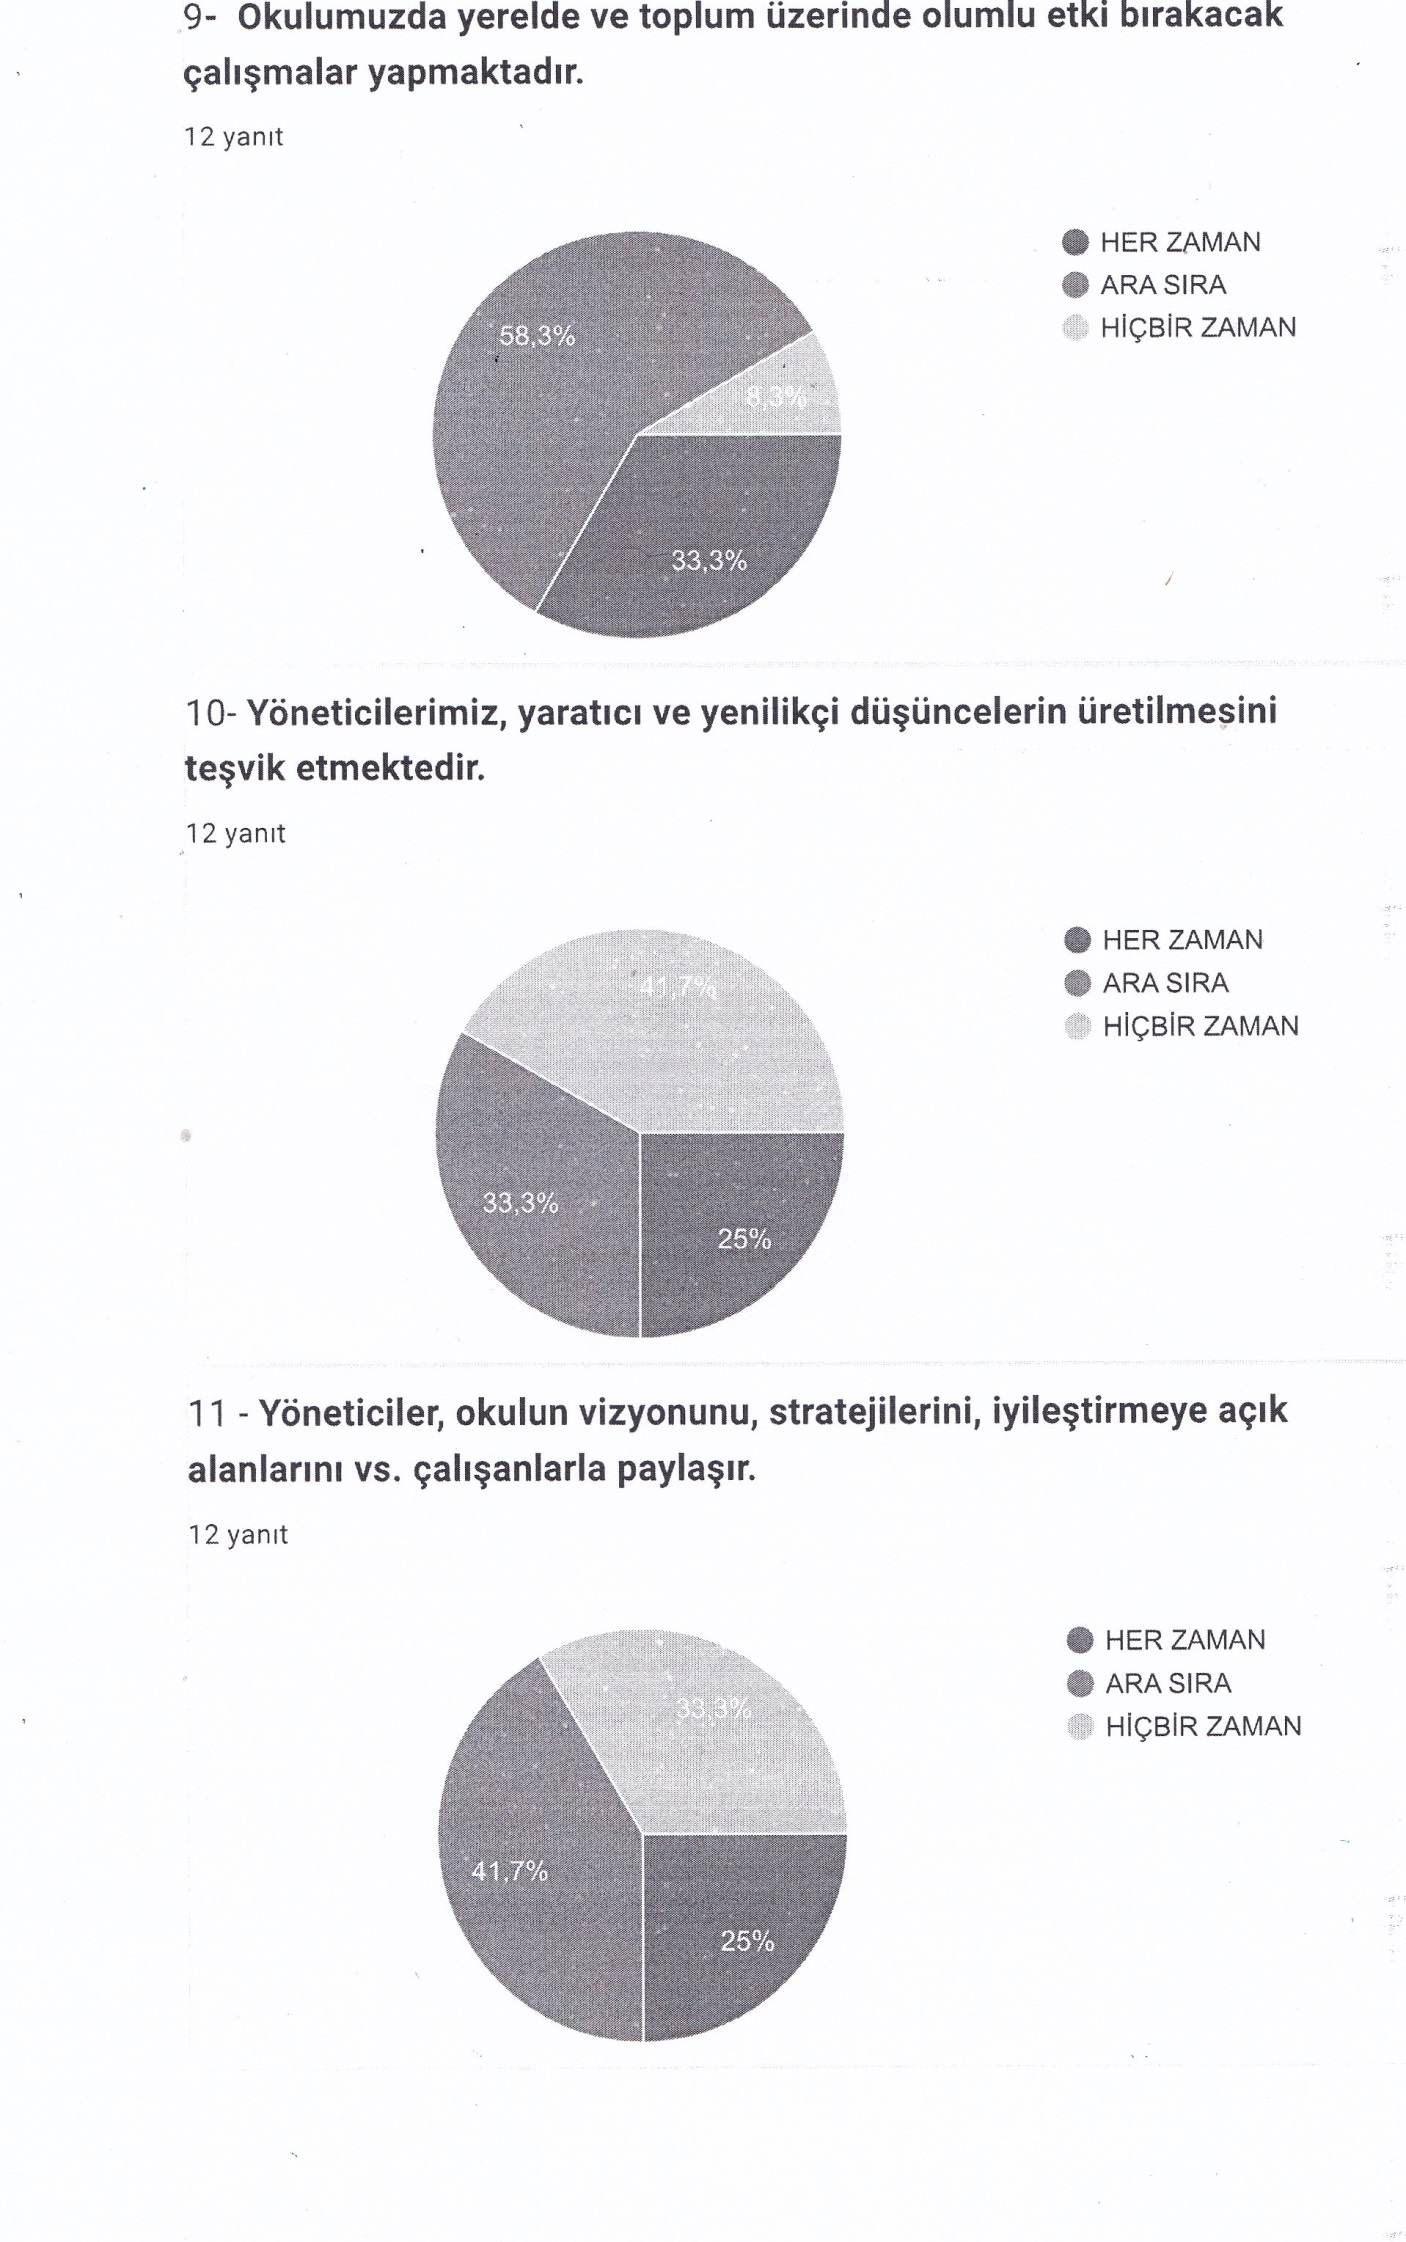 9- Okulumuzda yerelde ve toplum üzerinde olumlu etki bırakacak
çalışmalar yapmaktadır.
12 yanıt
HER ZAMAN
ARA SIRA
HİÇBİR ZAMAN
58,3%
8,3%
33,3%
10- Yöneticilerimiz, yaratıcı ve yenilikçi düşüncelerin üretilmesini
teşvik etmektedir.
12 yanıt
HER ZAMAN
ARA SIRA
HİÇBİR ZAMAN
41,7%
33,3%
25%
11 - Yöneticiler, okulun vizyonunu, stratejilerini, iyileştirmeye açık
alanlarını vs. çalışanlarla paylaşır.
12 yanıt
HER ZAMAN
ARA SIRA
HİÇBİR ZAMAN
33,3%
41,7%
25%